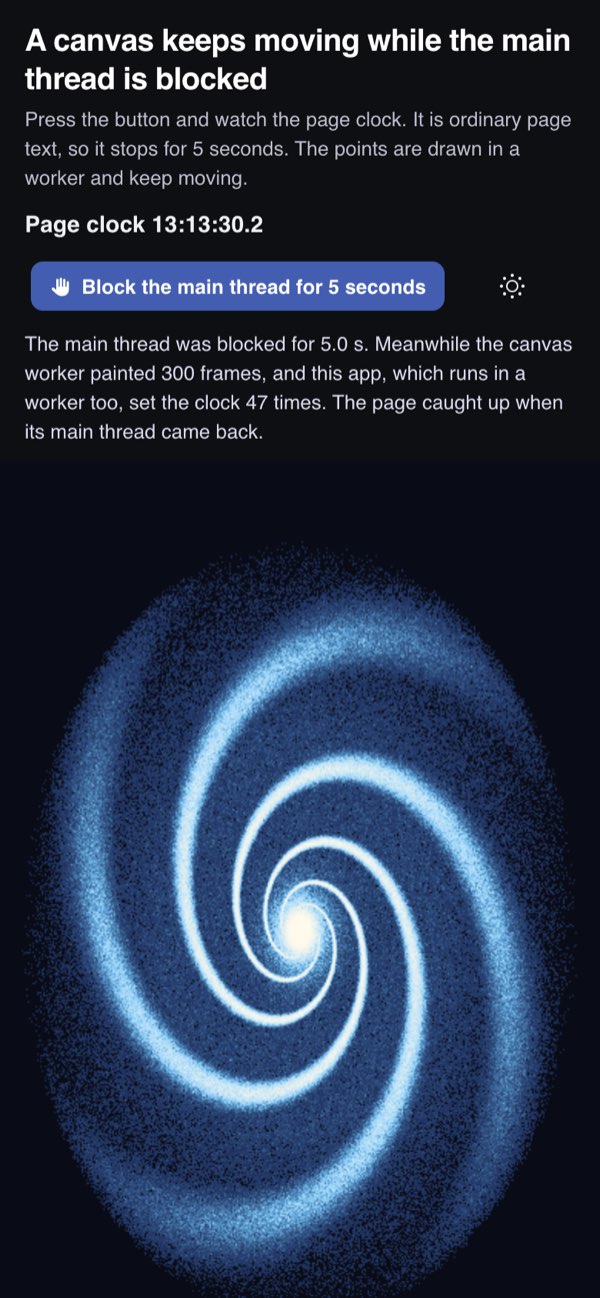 A canvas keeps moving while the main
thread is blocked
Press the button and watch the page clock. It is ordinary page
text, so it stops for 5 seconds. The points are drawn in a
worker and keep moving.
Page clock 13:13:30.2
Block the main thread for 5 seconds
The main thread was blocked for 5.0 s. Meanwhile the canvas
worker painted 300 frames, and this app, which runs in a
worker too, set the clock 47 times. The page caught up when
its main thread came back.